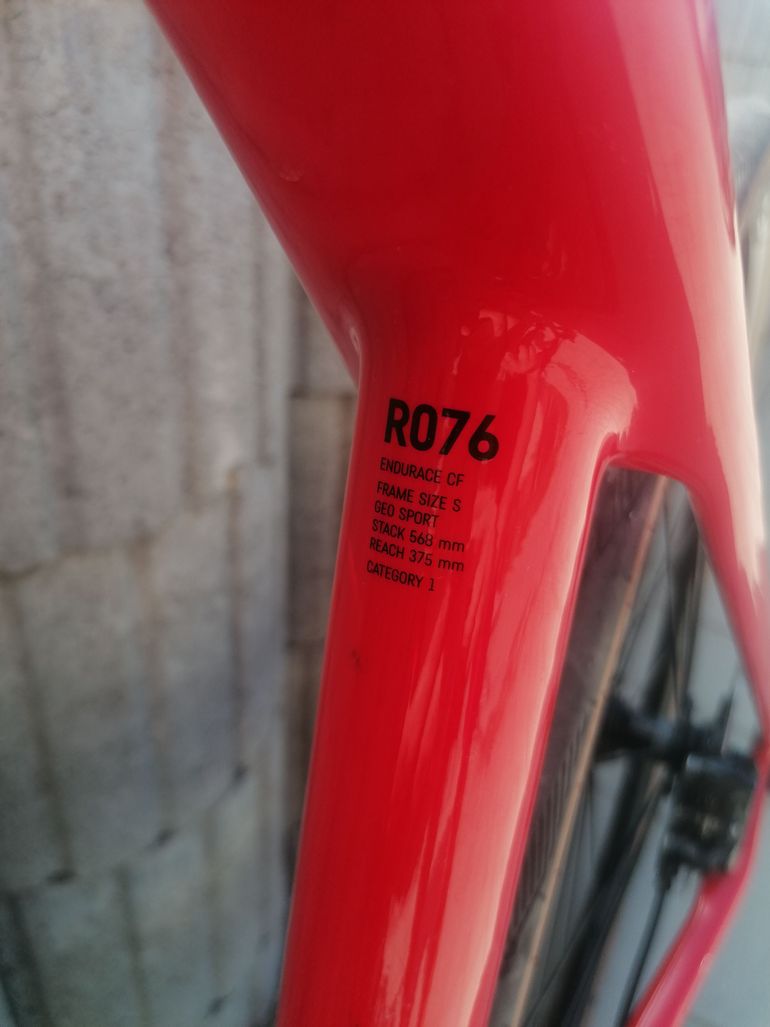 R076
ENDURACE CF
FRAME SIZE S
GEO SPORT
STACK 568 mm
REACH 375 mm
CATEGORY 1